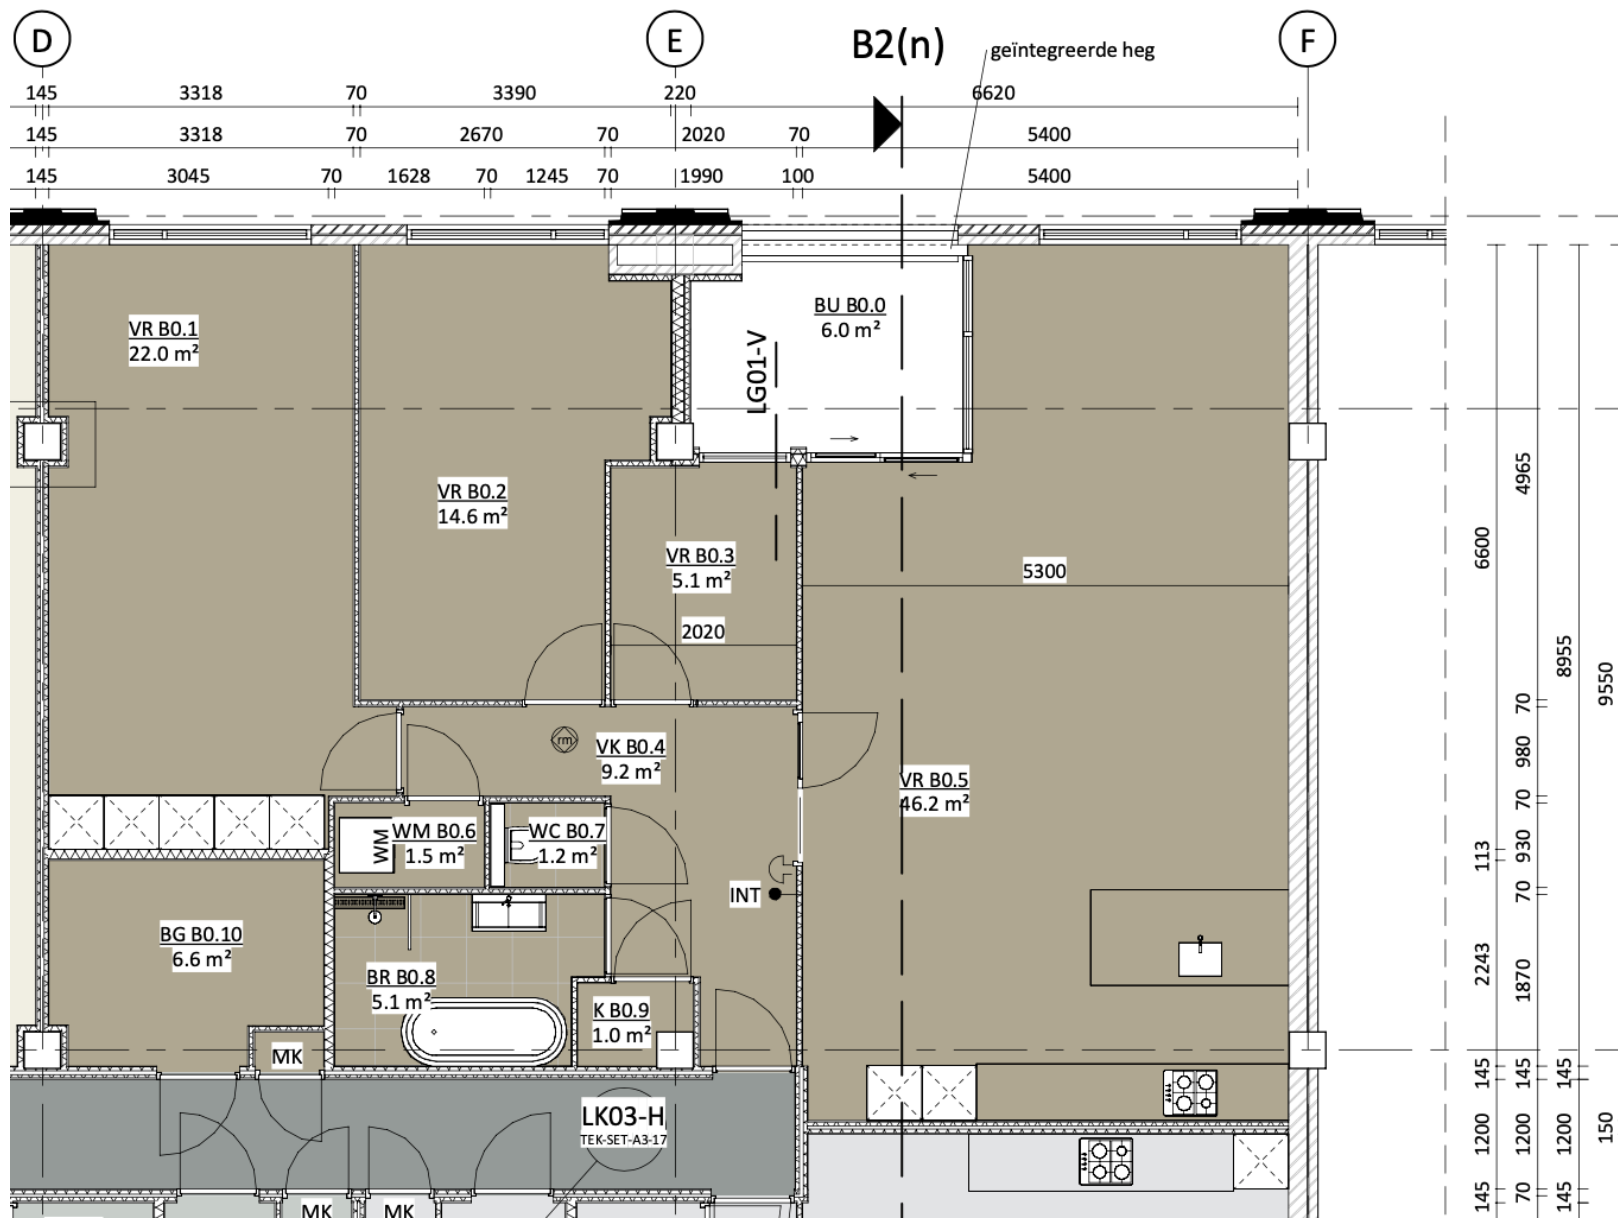 D
E
B2(n)
F
geïntegreerde heg
145 3318 70 3390 220 6620
145 3318 70 2670 70 2020 70 5400
145 3045 70 1628 70 1245 70 1990 100 5400
VR B0.1
22.0 m²
BU B0.0
6.0 m²
LG01-V
VR B0.2
14.6 m²
VR B0.3
5.1 m²
5300
2020
VK B0.4
9.2 m²
rm
VR B0.5
46.2 m²
WM
WM B0.6
1.5 m²
WC B0.7
1.2 m²
INT
BG B0.10
6.6 m²
BR B0.8
5.1 m²
K B0.9
1.0 m²
MK
LK03-H
TEK-SET-A3-17
MK
MK
6600
113
2243
145
1200
145
4965
70
980
70
930
70
1870
145
1200
70
8955
145
1200
145
9550
150